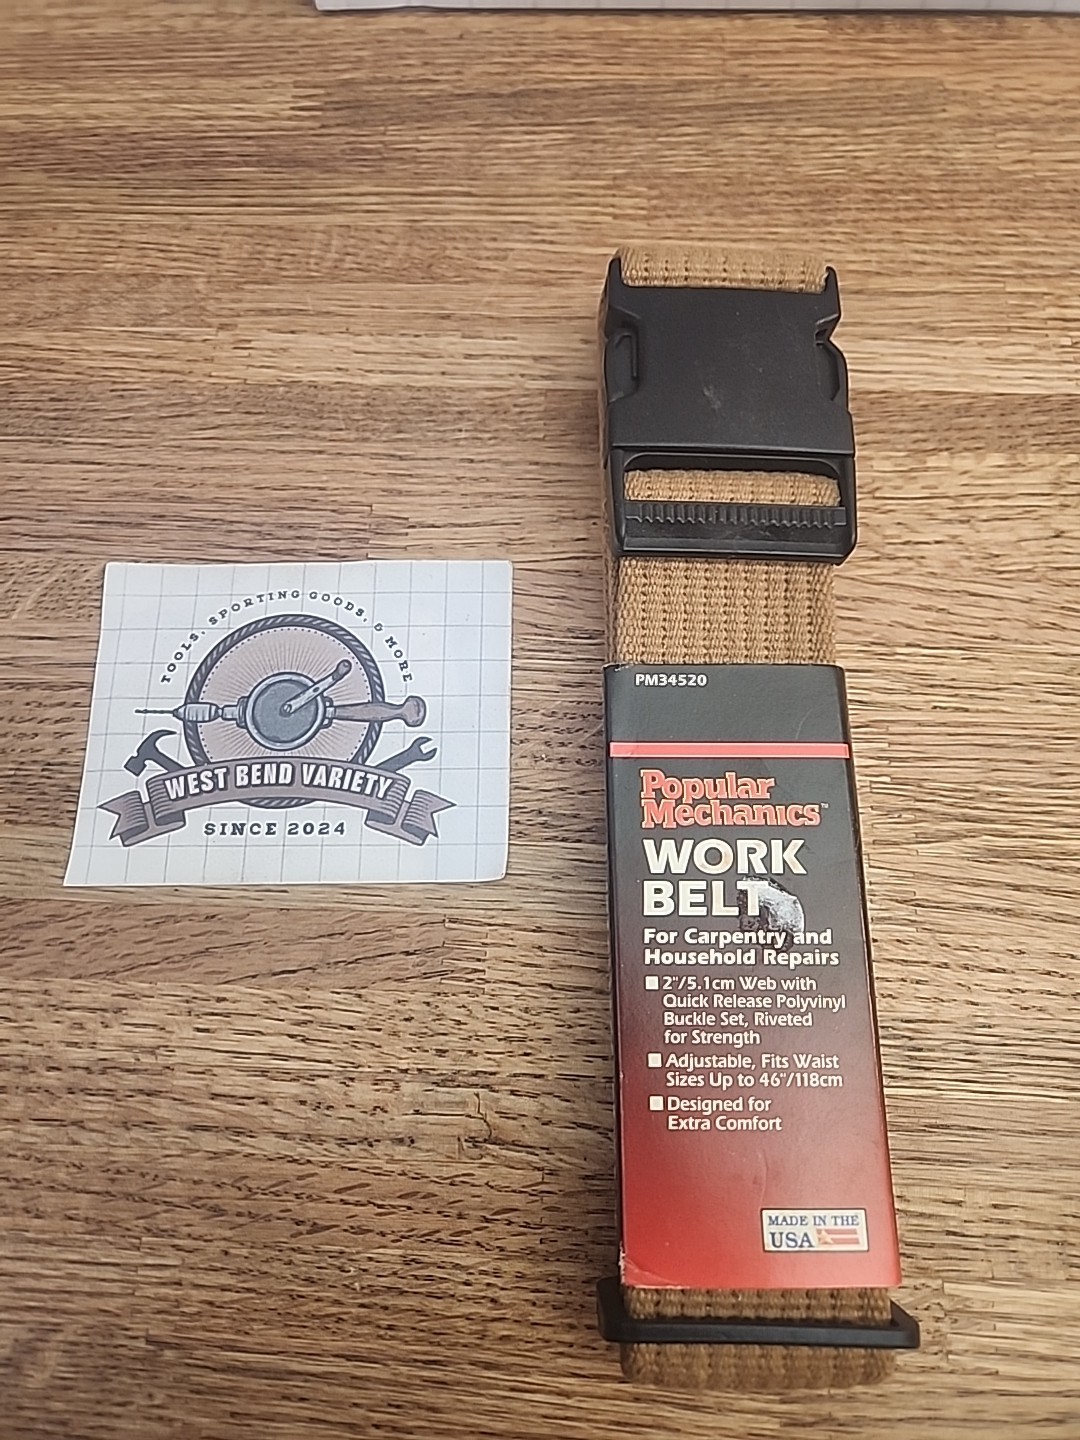 TOOLS, SPORTING GOODS, & MORE
WEST BEND VARIETY
SINCE 2024
PM34520
Popular
Mechanics™
WORK
BELT
For Carpentry and
Household Repairs
2"/5.1cm Web with
Quick Release Polyvinyl
Buckle Set, Riveted
for Strength
Adjustable, Fits Waist
Sizes Up to 46"/118cm
Designed for
Extra Comfort
MADE IN THE
USA